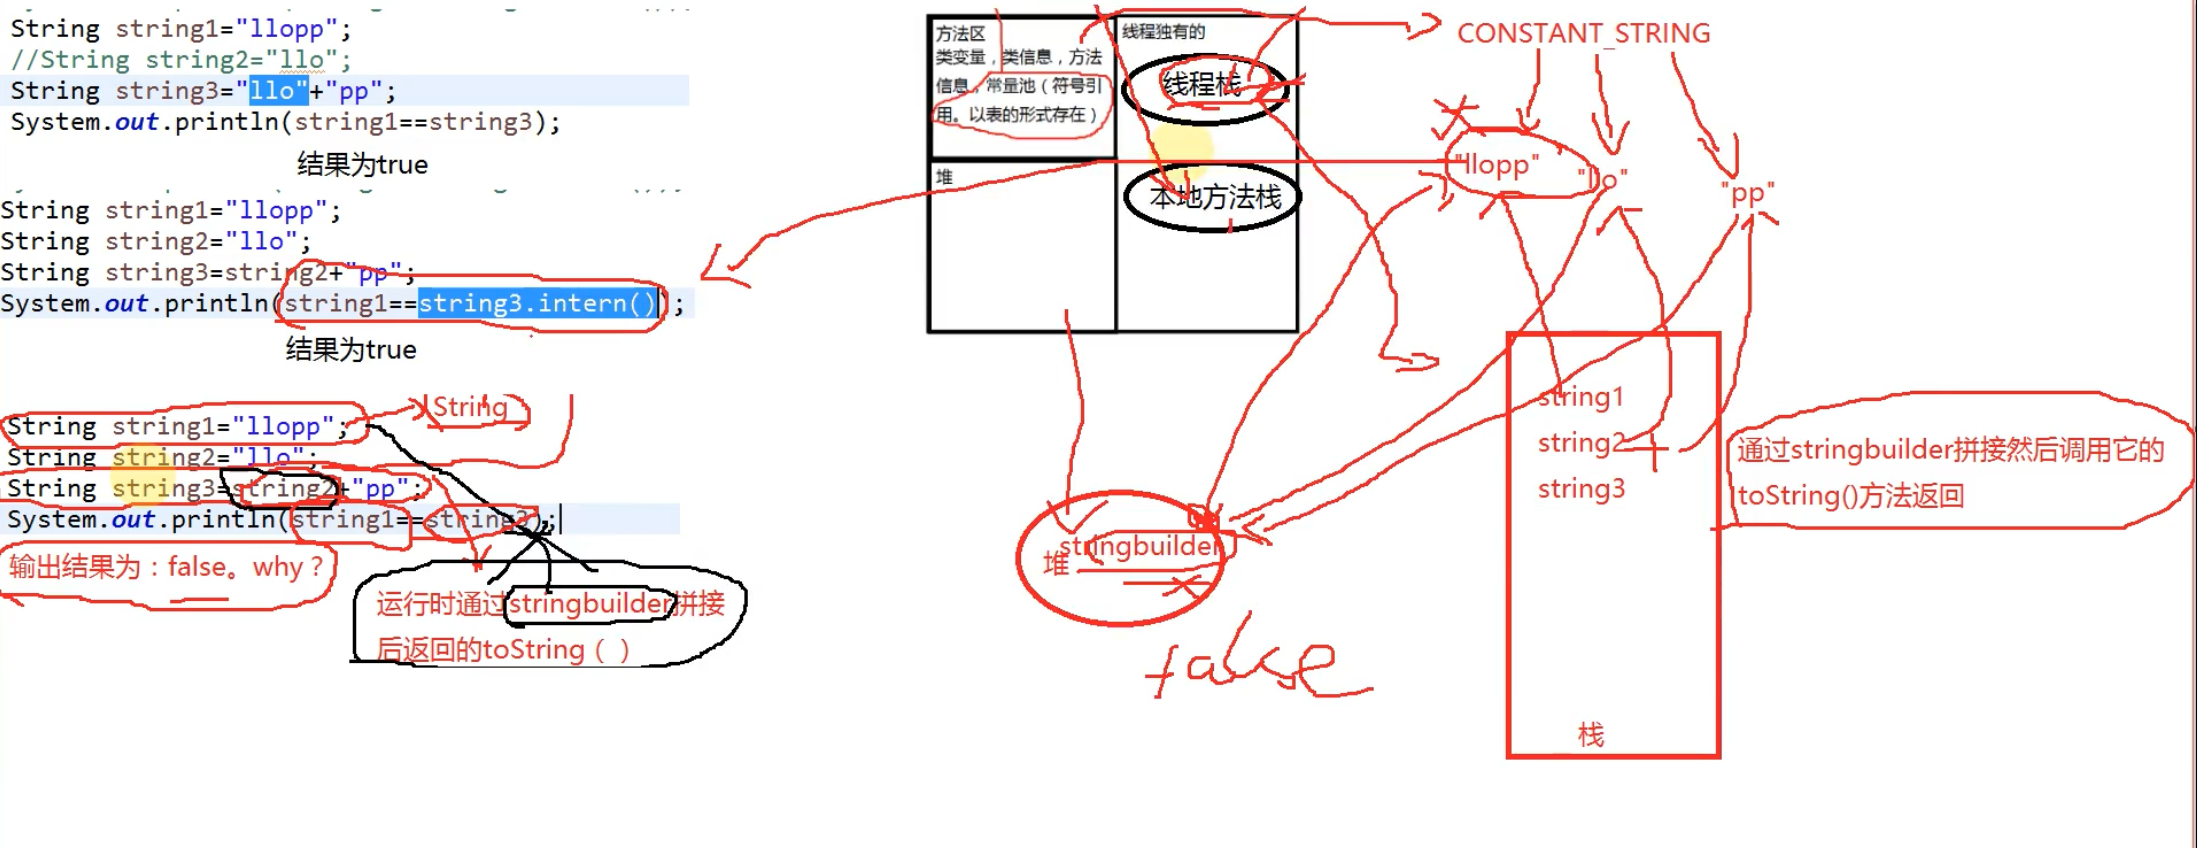 String string1="llopp";
//String string2="llo";
String string3="llo"+"pp";
System.out.println(string1==string3);
结果为true
String string1="llopp";
String string2="llo";
String string3=string2+"pp";
System.out.println(string1==string3.intern());
结果为true
String string1="llopp";
String
String string2="llo";
String string3=string2+"pp";
System.out.println(string1==string3);
输出结果为：false。why？
运行时通过stringbuilder拼接
后返回的toString（ ）
方法区
类变量，类信息，方法
信息，常量池（符号引
用。以表的形式存在）
线程独有的
线程栈
堆
本地方法栈
CONSTANT_STRING
"llopp"
"llo"
"pp"
堆
stringbuilder
false
string1
string2
string3
栈
通过stringbuilder拼接然后调用它的
toString()方法返回